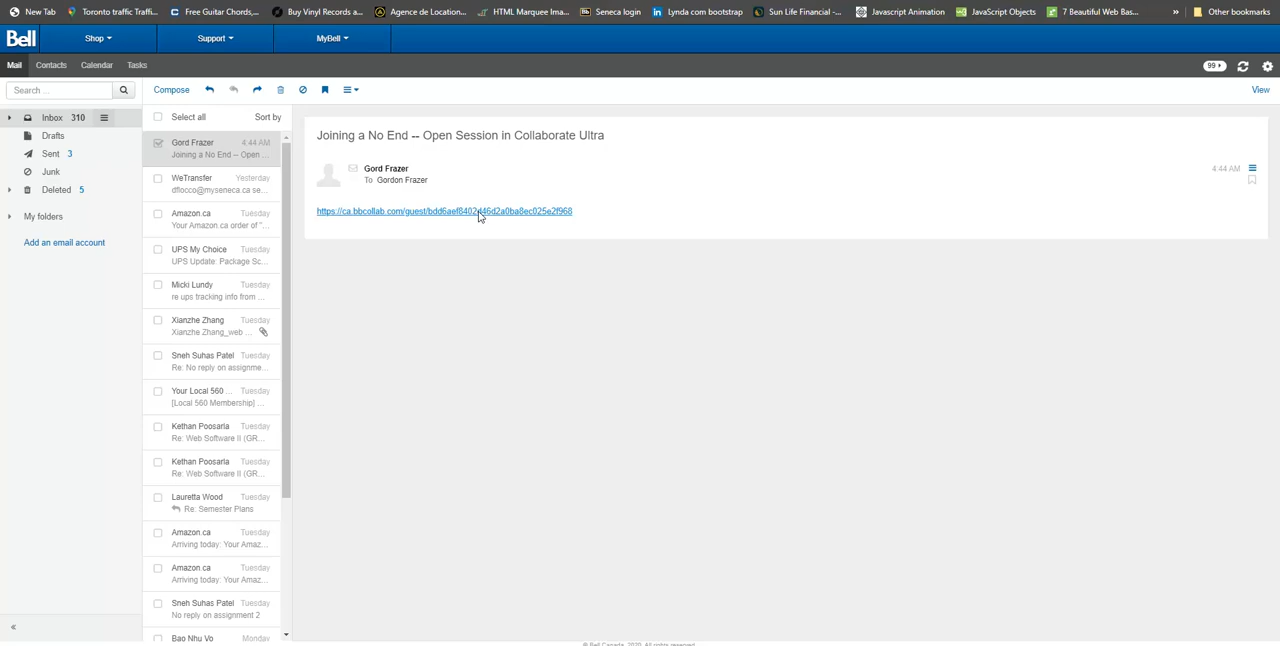 New Tab Toronto traffic Traffi... Free Guitar Chords,... Buy Vinyl Records a... Agence de Location... HTML Marquee Ima... Seneca login Lynda com bootstrap Sun Life Financial -... Javascript Animation JavaScript Objects 7 Beautiful Web Bas... » Other bookmarks
Bell Shop Support MyBell
Mail Contacts Calendar Tasks 99
Search ... Compose View
Inbox 310
Drafts
Sent 3
Junk
Deleted 5
My folders
Add an email account
«
Select all Sort by
Gord Frazer 4:44 AM
Joining a No End -- Open ...
WeTransfer Yesterday
dflocco@myseneca.ca se...
Amazon.ca Tuesday
Your Amazon.ca order of "...
UPS My Choice Tuesday
UPS Update: Package Sc...
Micki Lundy Tuesday
re ups tracking info from ...
Xianzhe Zhang Tuesday
Xianzhe Zhang_web ...
Sneh Suhas Patel Tuesday
Re: No reply on assignme...
Your Local 560 ... Tuesday
[Local 560 Membership] ...
Kethan Poosarla Tuesday
Re: Web Software II (GR...
Kethan Poosarla Tuesday
Re: Web Software II (GR...
Lauretta Wood Tuesday
Re: Semester Plans
Amazon.ca Tuesday
Arriving today: Your Amaz...
Amazon.ca Tuesday
Arriving today: Your Amaz...
Sneh Suhas Patel Tuesday
No reply on assignment 2
Bao Nhu Vo Monday
Joining a No End -- Open Session in Collaborate Ultra
Gord Frazer 4:44 AM
To Gordon Frazer
https://ca.bbcollab.com/guest/bdd6aef8402d46d2a0ba8ec025e2f968
© Bell Canada, 2020. All rights reserved.